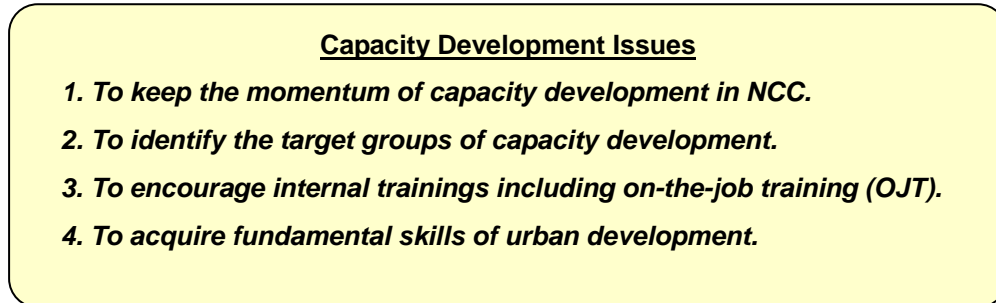 Capacity Development Issues
1. To keep the momentum of capacity development in NCC.
2. To identify the target groups of capacity development.
3. To encourage internal trainings including on-the-job training (OJT).
4. To acquire fundamental skills of urban development.